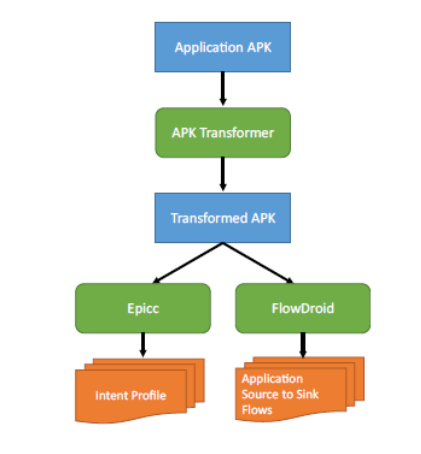 Application APK
APK Transformer
Transformed APK
Epicc
FlowDroid
Intent Profile
Application
Source to Sink
Flows